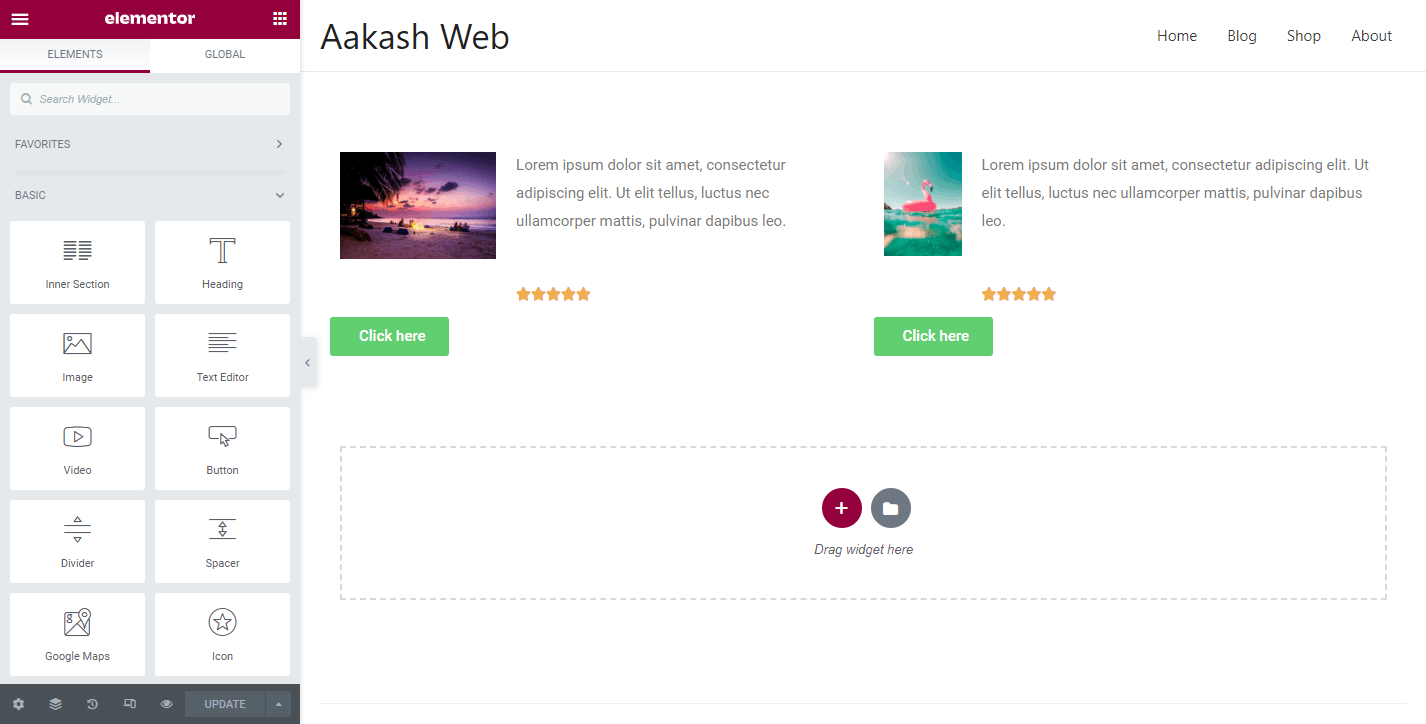 elementor
ELEMENTS
GLOBAL
Search Widget...
FAVORITES
BASIC
Inner Section
Heading
Image
Text Editor
Video
Button
Divider
Spacer
Google Maps
Icon
UPDATE
Aakash Web
Home
Blog
Shop
About
Lorem ipsum dolor sit amet, consectetur
adipiscing elit. Ut elit tellus, luctus nec
ullamcorper mattis, pulvinar dapibus leo.
Click here
Lorem ipsum dolor sit amet, consectetur adipiscing elit. Ut
elit tellus, luctus nec ullamcorper mattis, pulvinar dapibus
leo.
Click here
Drag widget here